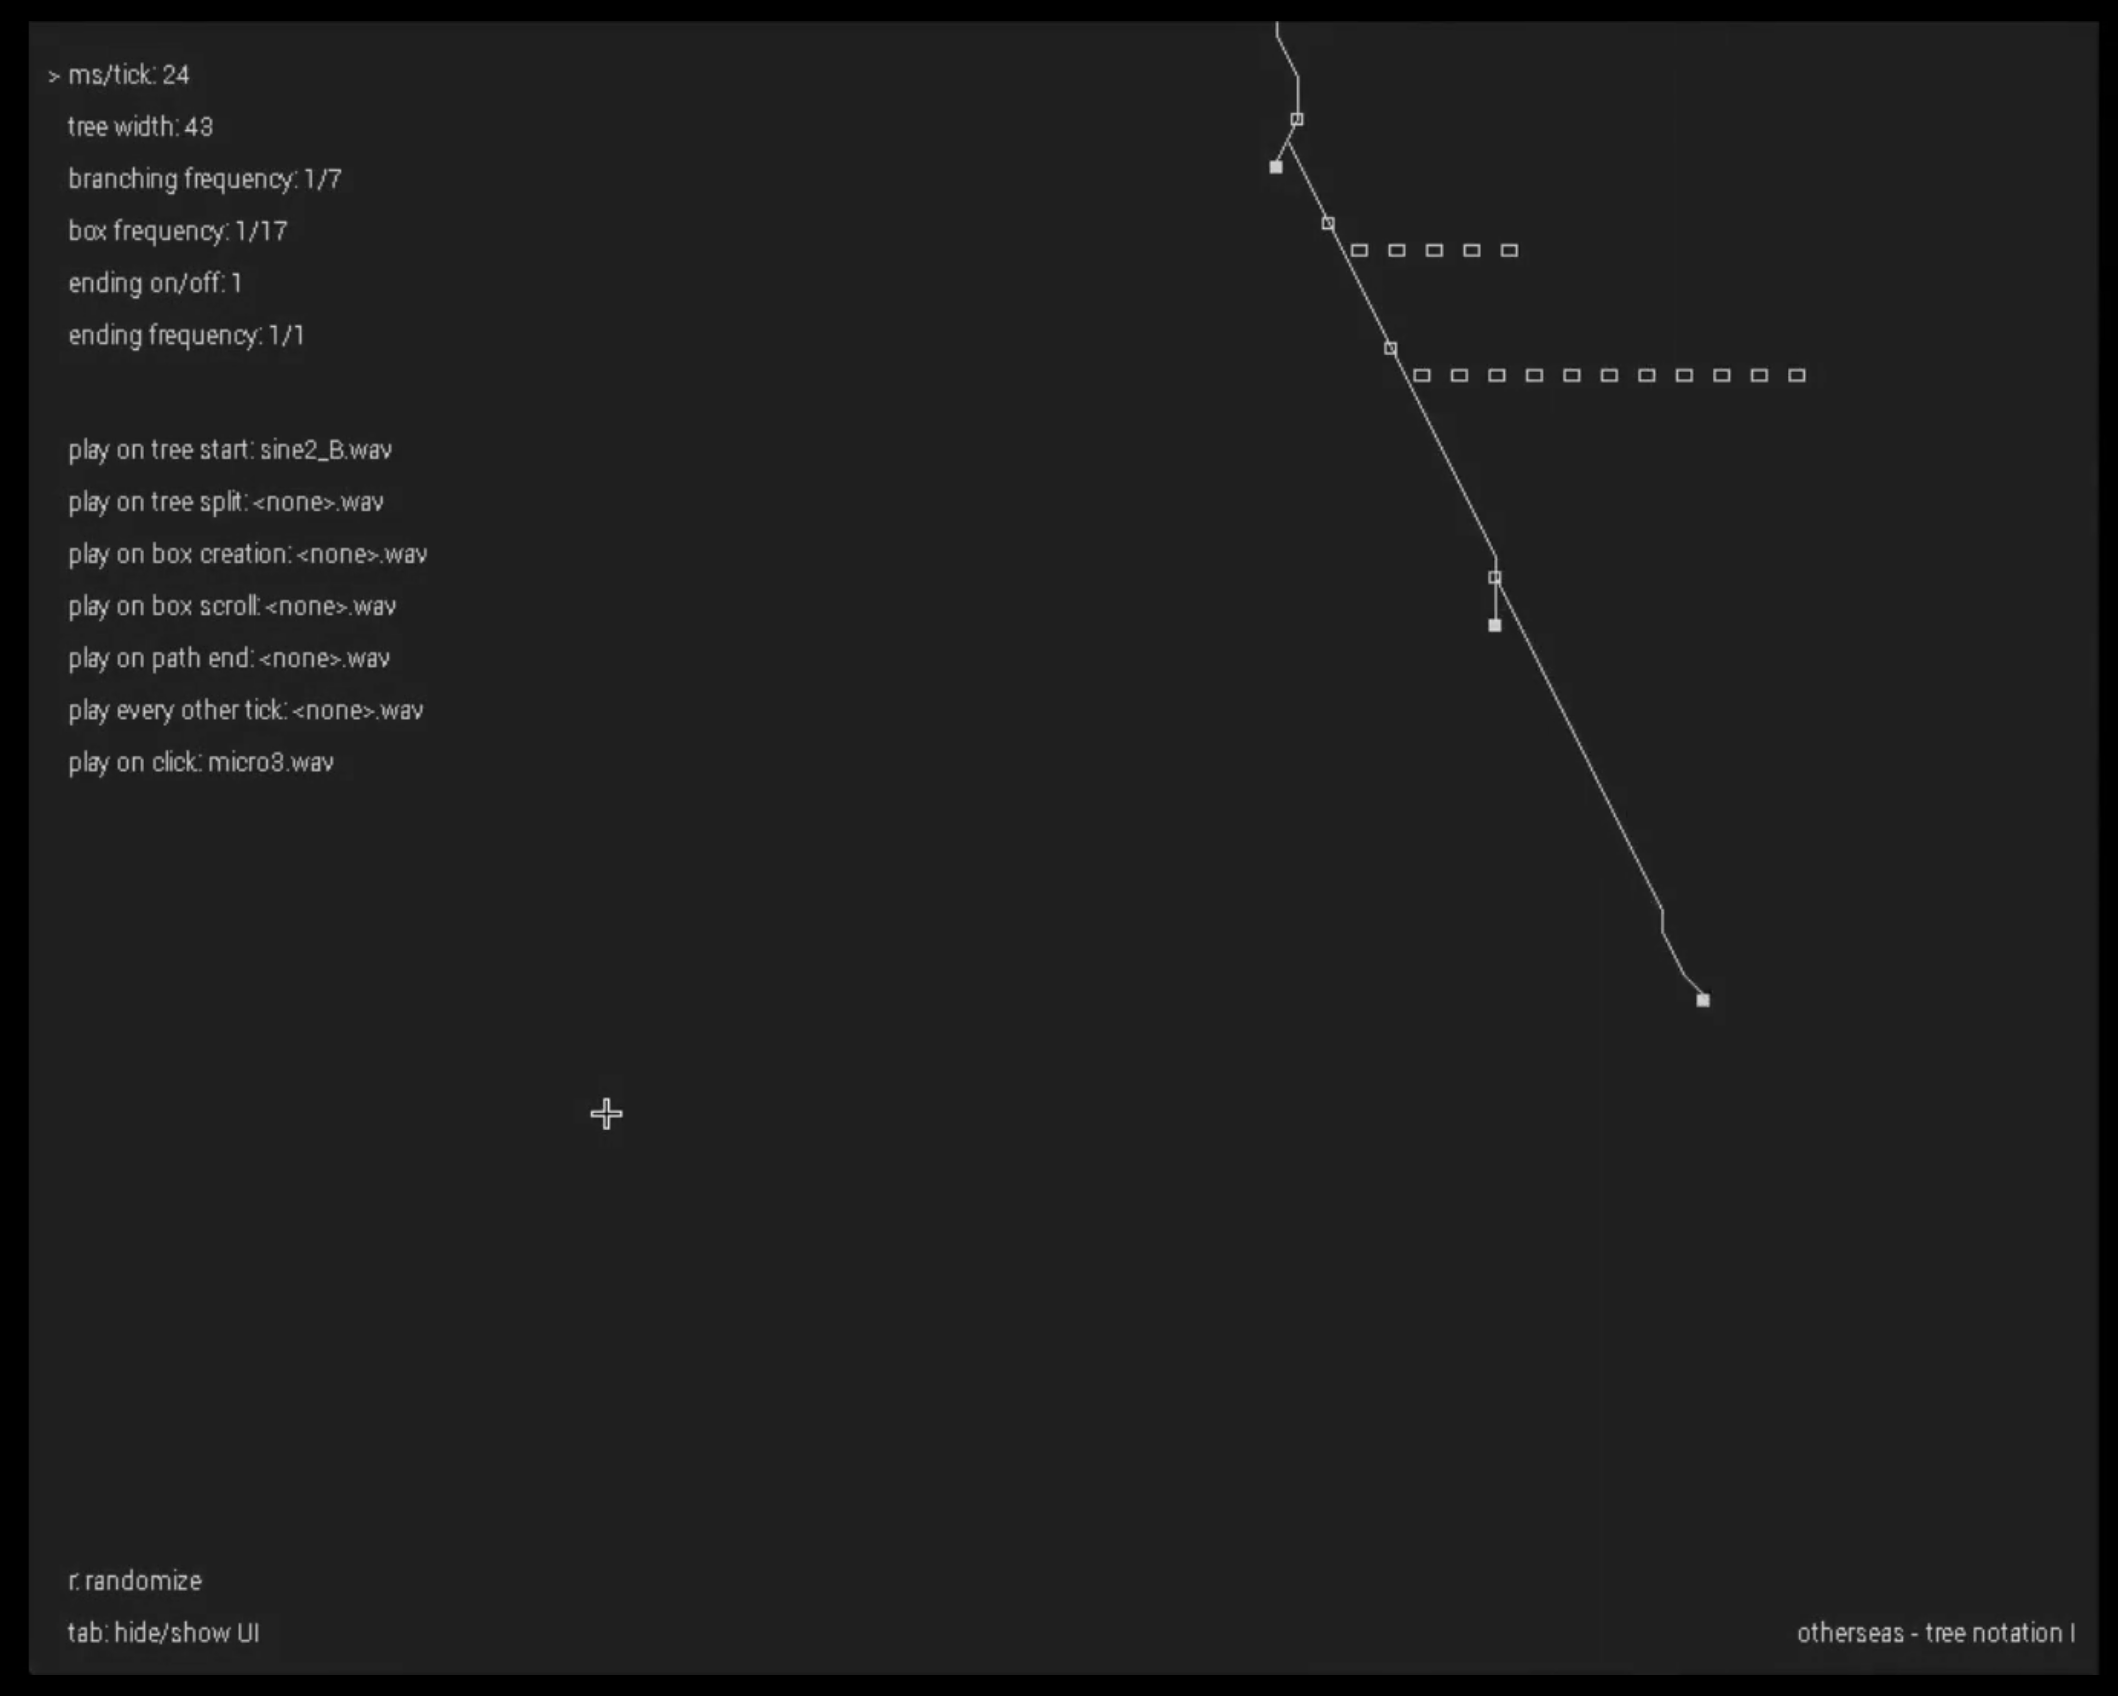 > ms/tick: 24
tree width: 43
branching frequency: 1/7
box frequency: 1/17
ending on/off: 1
ending frequency: 1/1
play on tree start: sine2_B.wav
play on tree split: <none>.wav
play on box creation: <none>.wav
play on box scroll: <none>.wav
play on path end: <none>.wav
play every other tick: <none>.wav
play on click: micro3.wav
r: randomize
tab: hide/show UI
otherseas - tree notation I